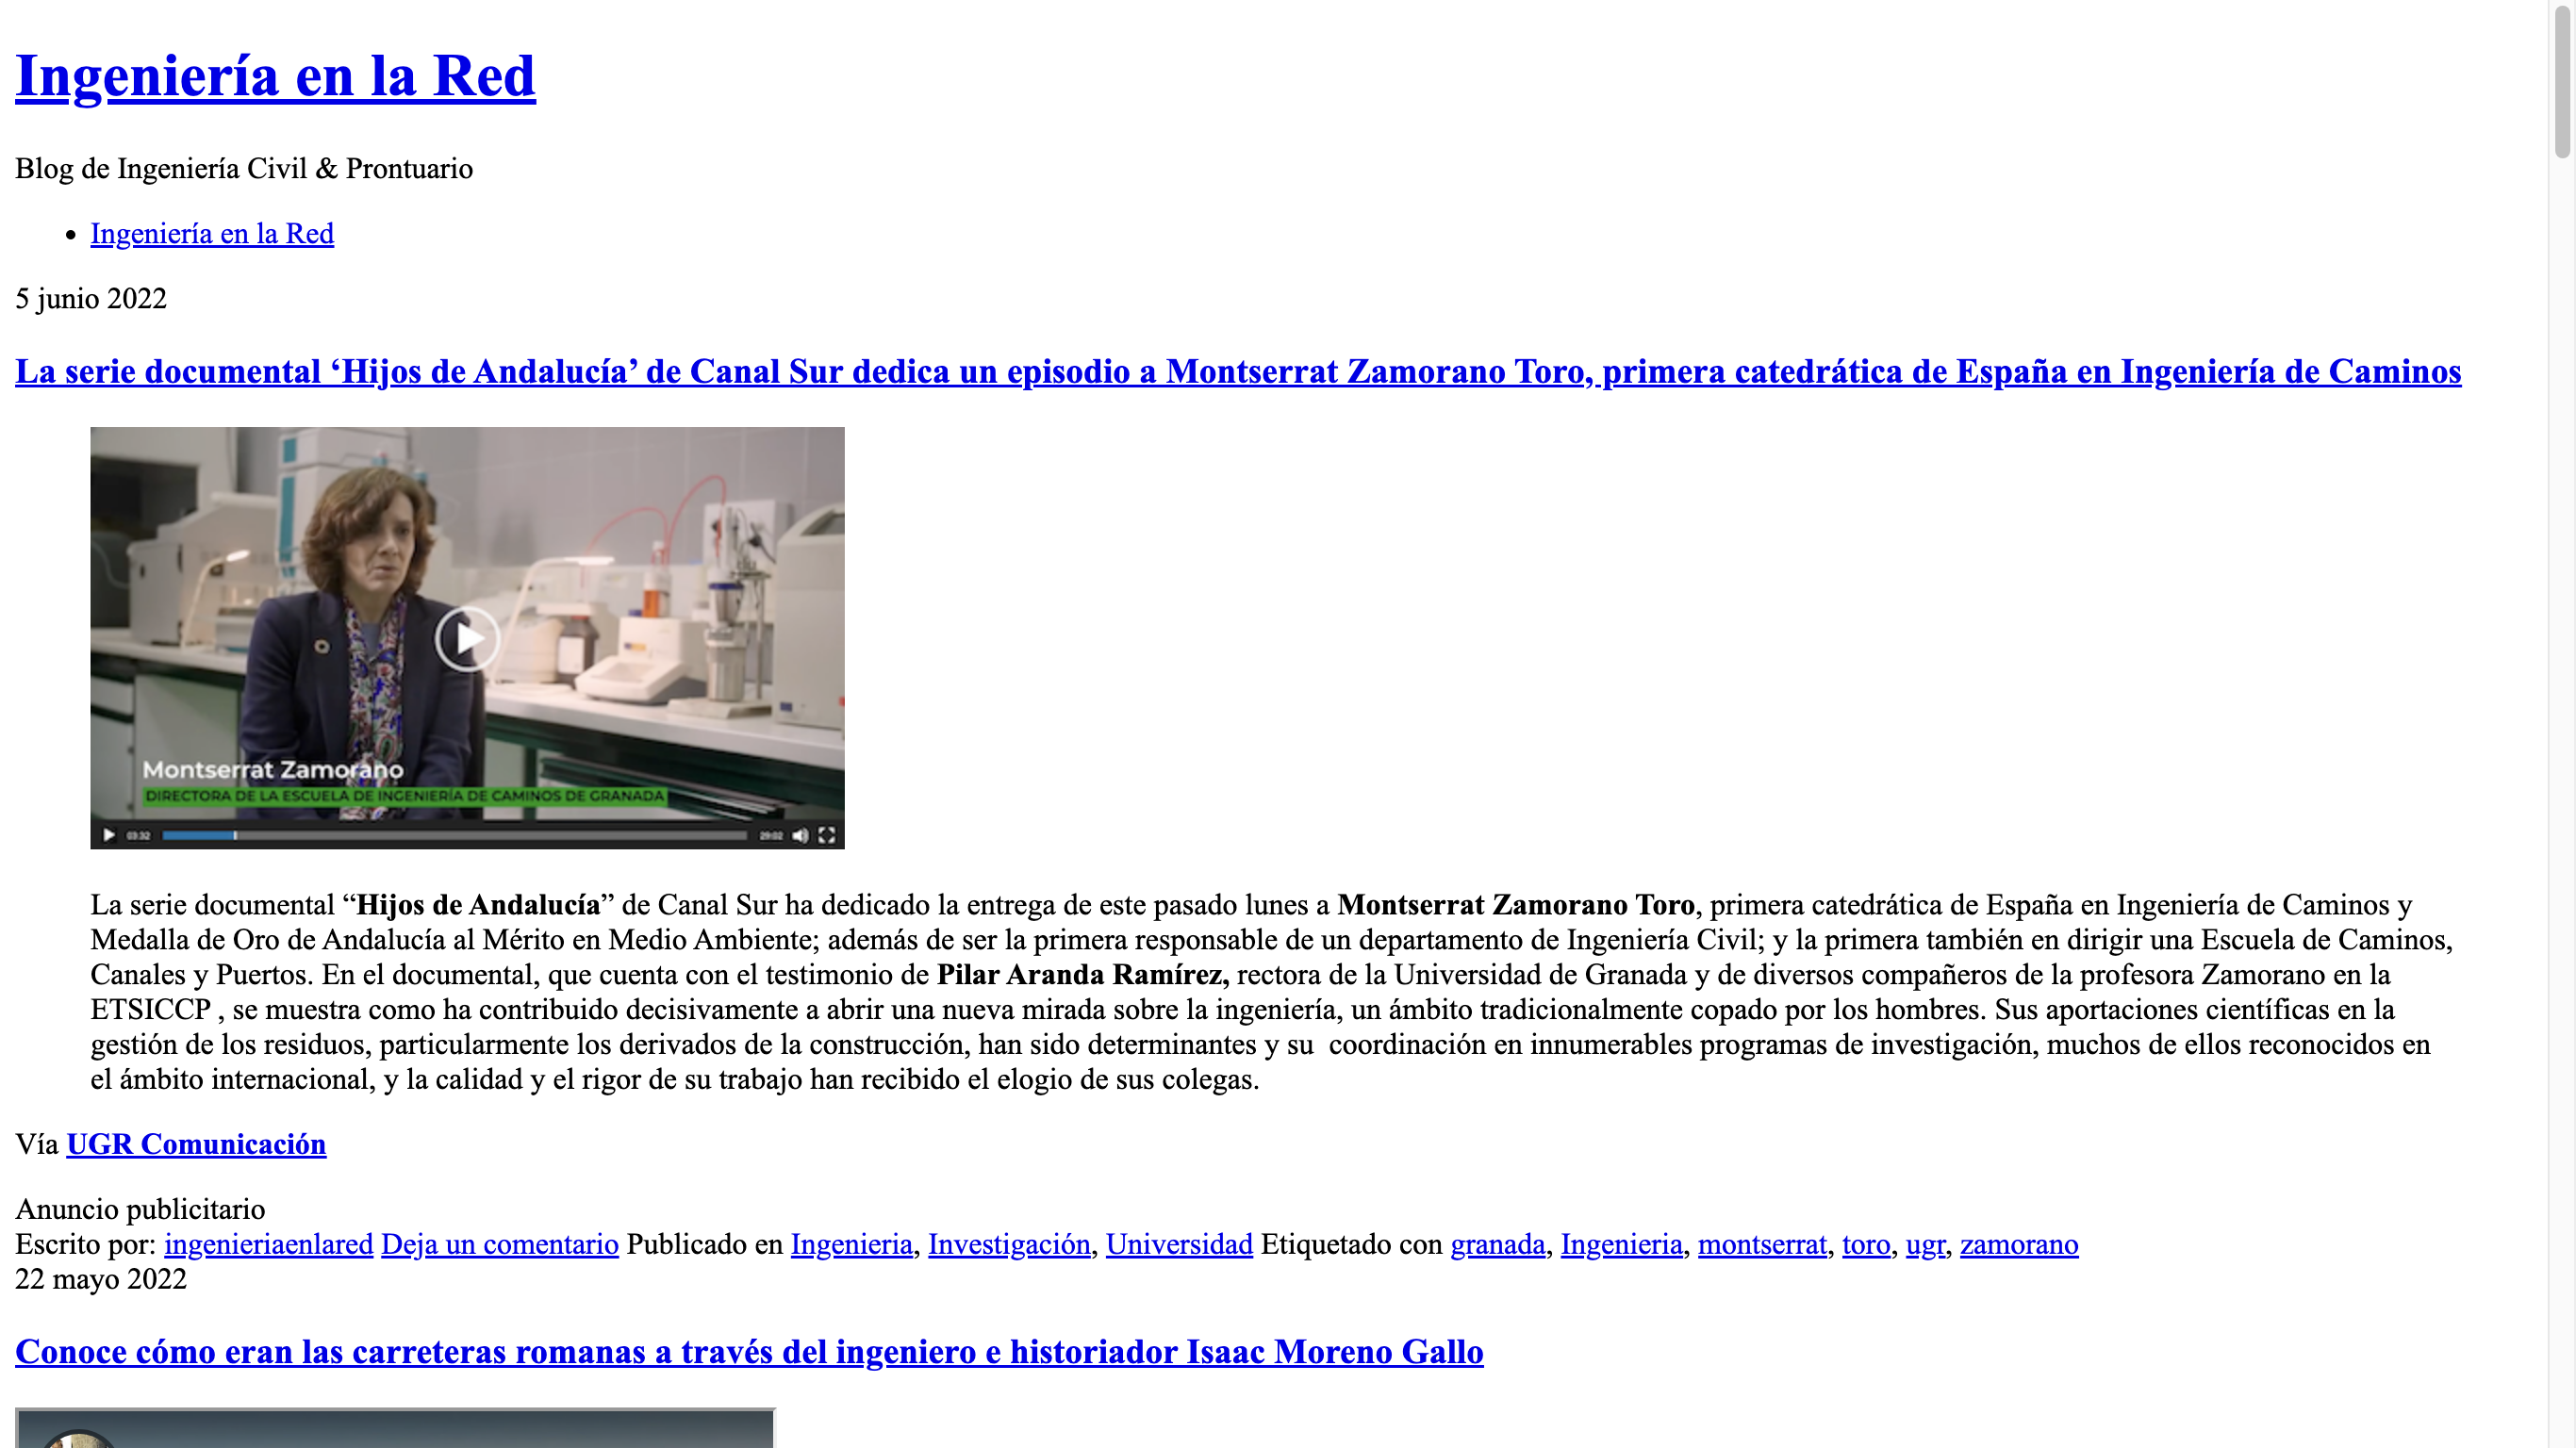 Ingeniería en la Red
Blog de Ingeniería Civil & Prontuario
Ingeniería en la Red
5 junio 2022
La serie documental ‘Hijos de Andalucía’ de Canal Sur dedica un episodio a Montserrat Zamorano Toro, primera catedrática de España en Ingeniería de Caminos
Montserrat Zamorano
DIRECTORA DE LA ESCUELA DE INGENIERÍA DE CAMINOS DE GRANADA
03:32 29:02
La serie documental “Hijos de Andalucía” de Canal Sur ha dedicado la entrega de este pasado lunes a Montserrat Zamorano Toro, primera catedrática de España en Ingeniería de Caminos y
Medalla de Oro de Andalucía al Mérito en Medio Ambiente; además de ser la primera responsable de un departamento de Ingeniería Civil; y la primera también en dirigir una Escuela de Caminos,
Canales y Puertos. En el documental, que cuenta con el testimonio de Pilar Aranda Ramírez, rectora de la Universidad de Granada y de diversos compañeros de la profesora Zamorano en la
ETSICCP , se muestra como ha contribuido decisivamente a abrir una nueva mirada sobre la ingeniería, un ámbito tradicionalmente copado por los hombres. Sus aportaciones científicas en la
gestión de los residuos, particularmente los derivados de la construcción, han sido determinantes y su  coordinación en innumerables programas de investigación, muchos de ellos reconocidos en
el ámbito internacional, y la calidad y el rigor de su trabajo han recibido el elogio de sus colegas.
Vía UGR Comunicación
Anuncio publicitario
Escrito por: ingenieriaenlared Deja un comentario Publicado en Ingenieria, Investigación, Universidad Etiquetado con granada, Ingenieria, montserrat, toro, ugr, zamorano
22 mayo 2022
Conoce cómo eran las carreteras romanas a través del ingeniero e historiador Isaac Moreno Gallo